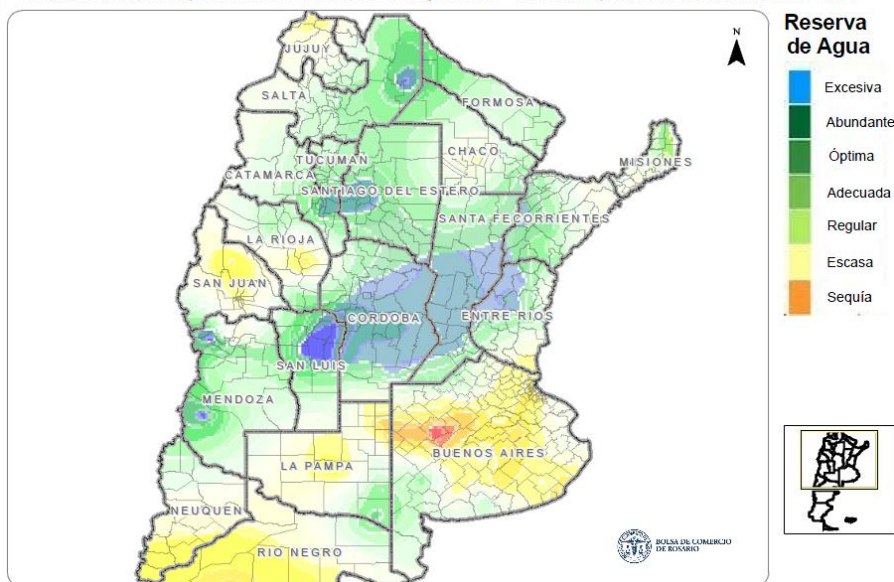 Reserva
de Agua
Excesiva
Abundante
Óptima
Adecuada
Regular
Escasa
Sequía
N
JUJUY
SALTA
FORMOSA
CHACO
MISIONES
TUCUMAN
CATAMARCA
SANTIAGO DEL ESTERO
SANTA FE
CORRIENTES
LA RIOJA
SAN JUAN
CORDOBA
ENTRE RIOS
SAN LUIS
MENDOZA
BUENOS AIRES
LA PAMPA
NEUQUEN
RIO NEGRO
BOLSA DE COMERCIO
DE ROSARIO